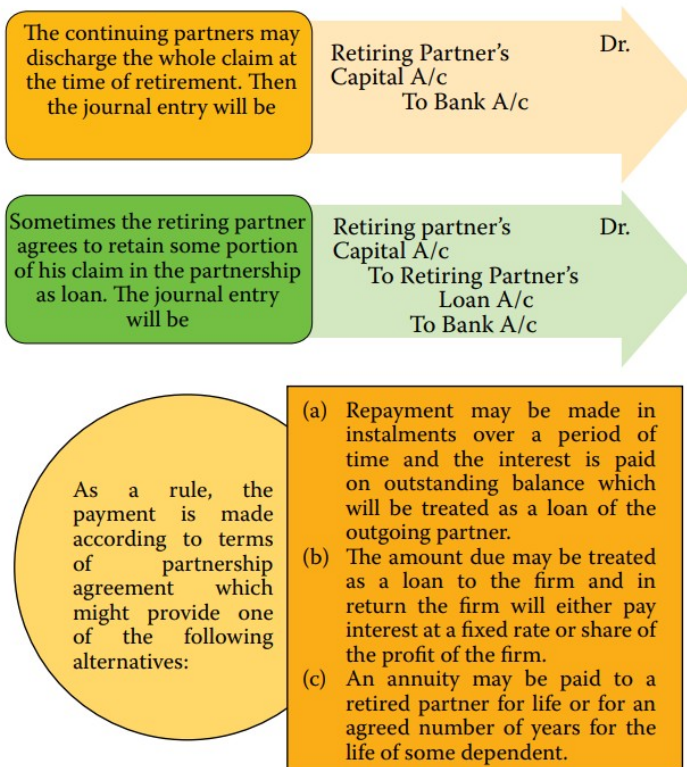 The continuing partners may
discharge the whole claim at
the time of retirement. Then
the journal entry will be
Retiring Partner's Dr.
Capital A/c
To Bank A/c
Sometimes the retiring partner
agrees to retain some portion
of his claim in the partnership
as loan. The journal entry
will be
Retiring partner's Dr.
Capital A/c
To Retiring Partner's
Loan A/c
To Bank A/c
As a rule, the
payment is made
according to terms
of partnership
agreement which
might provide one
of the following
alternatives:
(a) Repayment may be made in
instalments over a period of
time and the interest is paid
on outstanding balance which
will be treated as a loan of the
outgoing partner.
(b) The amount due may be treated
as a loan to the firm and in
return the firm will either pay
interest at a fixed rate or share of
the profit of the firm.
(c) An annuity may be paid to a
retired partner for life or for an
agreed number of years for the
life of some dependent.